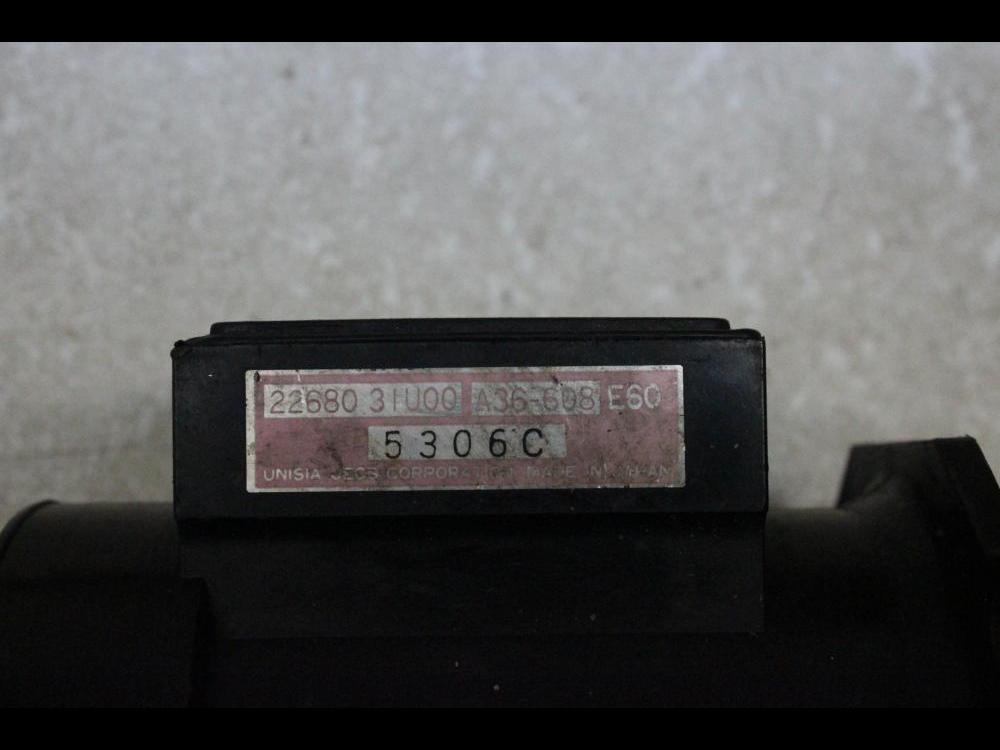 22680 31U00 A36-608 E60
5306C
UNISIA JECS CORPORATION MADE IN JAPAN